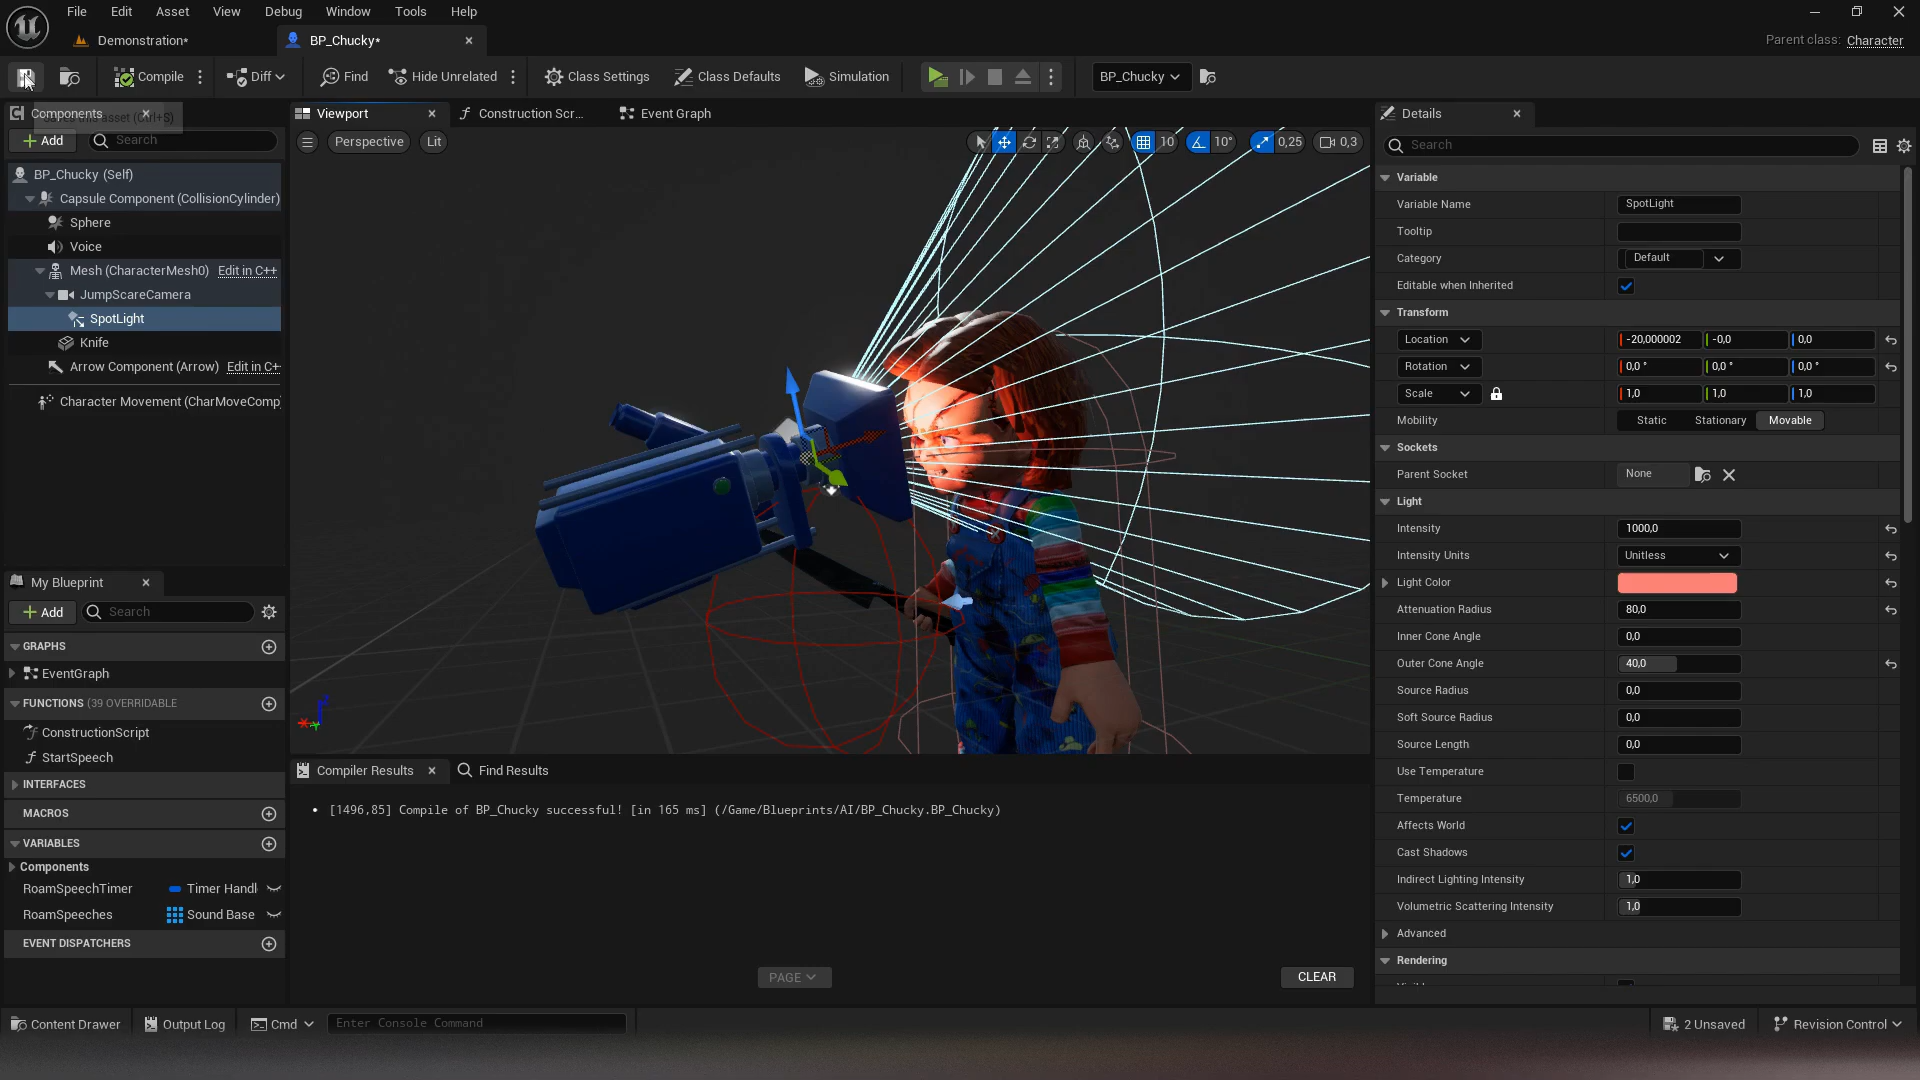 File Edit Asset View Debug Window Tools Help
Demonstration*
BP_Chucky*
Parent class: Character
Compile
Diff
Find
Hide Unrelated
Class Settings
Class Defaults
Simulation
BP_Chucky
Components
Saves this asset (Ctrl+S)
Add
Search
BP_Chucky (Self)
Capsule Component (CollisionCylinder)
Sphere
Voice
Mesh (CharacterMesh0) Edit in C++
JumpScareCamera
SpotLight
Knife
Arrow Component (Arrow) Edit in C+
Character Movement (CharMoveComp)
My Blueprint
Add
Search
GRAPHS
EventGraph
FUNCTIONS (39 OVERRIDABLE
ConstructionScript
StartSpeech
INTERFACES
MACROS
VARIABLES
Components
RoamSpeechTimer Timer Handl
RoamSpeeches Sound Base
EVENT DISPATCHERS
Viewport
Construction Scr...
Event Graph
Perspective
Lit
10
10°
0,25
0,3
Compiler Results
Find Results
• [1496,85] Compile of BP_Chucky successful! [in 165 ms] (/Game/Blueprints/AI/BP_Chucky.BP_Chucky)
PAGE
CLEAR
Details
Search
Variable
Variable Name SpotLight
Tooltip
Category Default
Editable when Inherited
Transform
Location -20,000002 -0,0 0,0
Rotation 0,0 ° 0,0 ° 0,0 °
Scale 1,0 1,0 1,0
Mobility Static Stationary Movable
Sockets
Parent Socket None
Light
Intensity 1000,0
Intensity Units Unitless
Light Color
Attenuation Radius 80,0
Inner Cone Angle 0,0
Outer Cone Angle 40,0
Source Radius 0,0
Soft Source Radius 0,0
Source Length 0,0
Use Temperature
Temperature 6500,0
Affects World
Cast Shadows
Indirect Lighting Intensity 1,0
Volumetric Scattering Intensity 1,0
Advanced
Rendering
Content Drawer
Output Log
Cmd
Enter Console Command
2 Unsaved
Revision Control